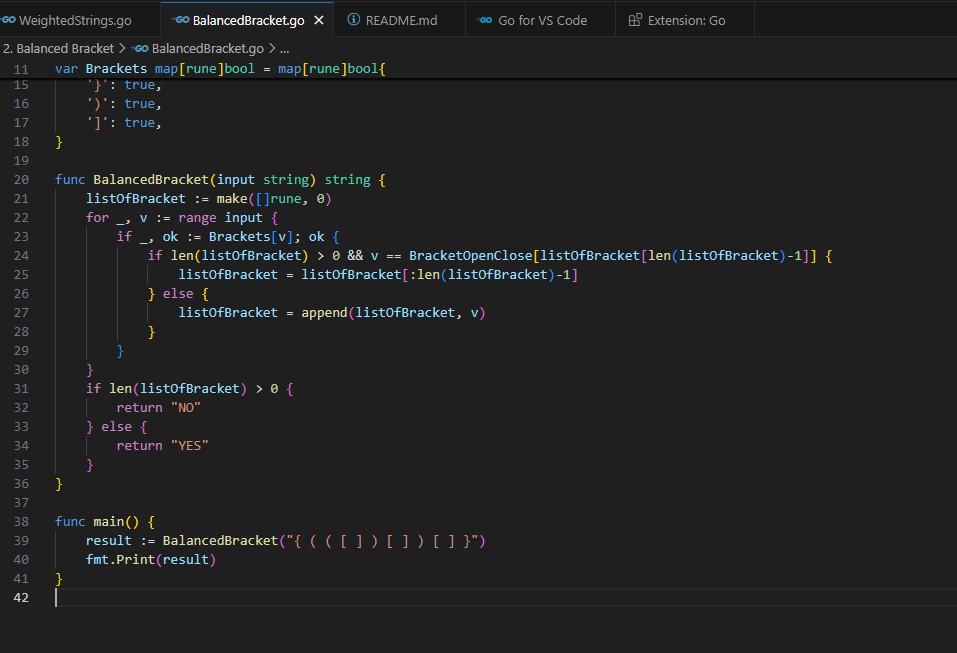 WeightedStrings.go BalancedBracket.go README.md Go for VS Code Extension: Go
2. Balanced Bracket > BalancedBracket.go > ...
11 var Brackets map[rune]bool = map[rune]bool{
15     '}': true,
16     ')': true,
17     ']': true,
18 }
19
20 func BalancedBracket(input string) string {
21     listOfBracket := make([]rune, 0)
22     for _, v := range input {
23         if _, ok := Brackets[v]; ok {
24             if len(listOfBracket) > 0 && v == BracketOpenClose[listOfBracket[len(listOfBracket)-1]] {
25                 listOfBracket = listOfBracket[:len(listOfBracket)-1]
26             } else {
27                 listOfBracket = append(listOfBracket, v)
28             }
29         }
30     }
31     if len(listOfBracket) > 0 {
32         return "NO"
33     } else {
34         return "YES"
35     }
36 }
37
38 func main() {
39     result := BalancedBracket("{ ( ( [ ] ) [ ] ) [ ] }")
40     fmt.Print(result)
41 }
42